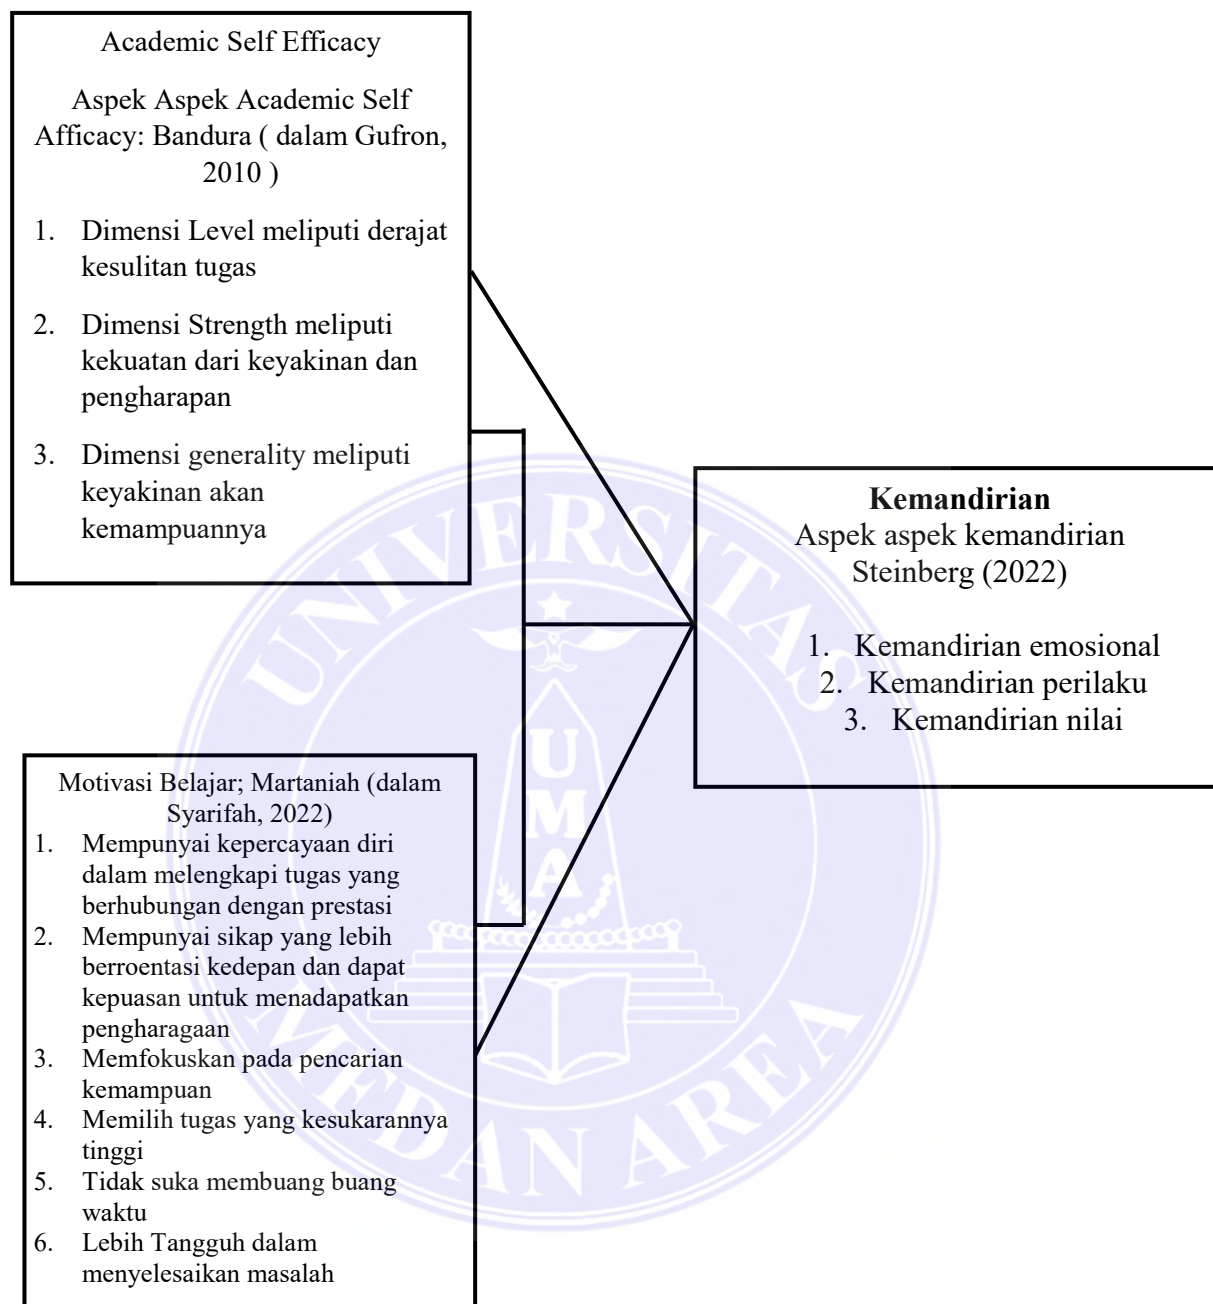 Academic Self Efficacy
Aspek Aspek Academic Self
Afficacy: Bandura ( dalam Gufron,
2010 )
1. Dimensi Level meliputi derajat
kesulitan tugas
2. Dimensi Strength meliputi
kekuatan dari keyakinan dan
pengharapan
3. Dimensi generality meliputi
keyakinan akan
kemampuannya
Kemandirian
Aspek aspek kemandirian
Steinberg (2022)
1. Kemandirian emosional
2. Kemandirian perilaku
3. Kemandirian nilai
Motivasi Belajar; Martaniah (dalam
Syarifah, 2022)
1. Mempunyai kepercayaan diri
dalam melengkapi tugas yang
berhubungan dengan prestasi
2. Mempunyai sikap yang lebih
berroentasi kedepan dan dapat
kepuasan untuk menadapatkan
pengharagaan
3. Memfokuskan pada pencarian
kemampuan
4. Memilih tugas yang kesukarannya
tinggi
5. Tidak suka membuang buang
waktu
6. Lebih Tangguh dalam
menyelesaikan masalah
UNIVERSITAS
UMA
MEDAN AREA